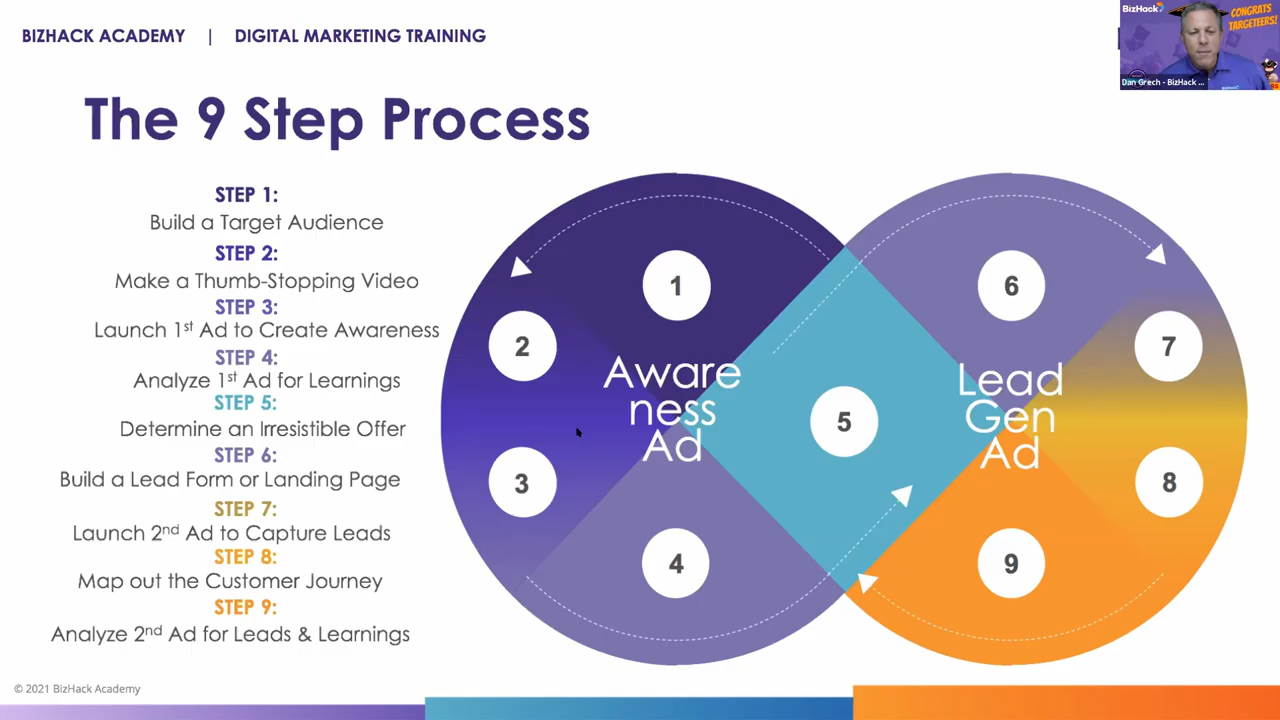 BIZHACK ACADEMY | DIGITAL MARKETING TRAINING
BizHack
CONGRATS
TARGETEERS!
Dan Grech - BizHack ...
The 9 Step Process
STEP 1:
Build a Target Audience
STEP 2:
Make a Thumb-Stopping Video
STEP 3:
Launch 1st Ad to Create Awareness
STEP 4:
Analyze 1st Ad for Learnings
STEP 5:
Determine an Irresistible Offer
STEP 6:
Build a Lead Form or Landing Page
STEP 7:
Launch 2nd Ad to Capture Leads
STEP 8:
Map out the Customer Journey
STEP 9:
Analyze 2nd Ad for Leads & Learnings
1
2
3
4
Aware
ness
Ad
5
6
7
8
9
Lead
Gen
Ad
© 2021 BizHack Academy